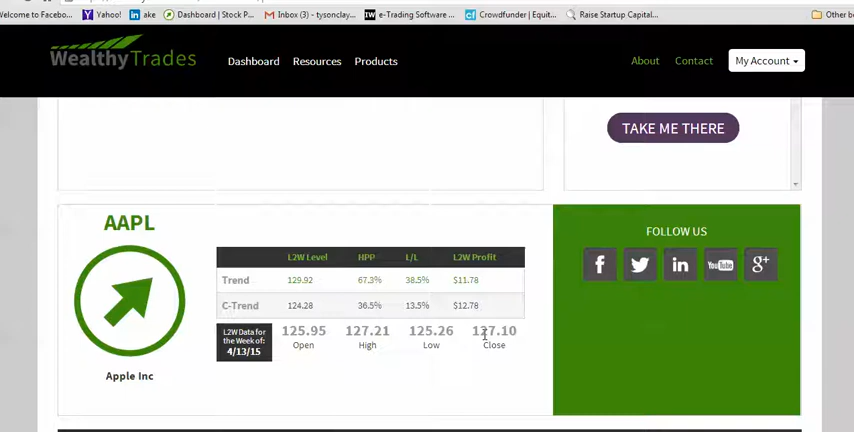 Welcome to Facebo... Yahoo! ake Dashboard | Stock P... Inbox (3) - tysonclay... e-Trading Software ... Crowdfunder | Equit... Raise Startup Capital... Other b
WealthyTrades Dashboard Resources Products About Contact My Account
TAKE ME THERE
AAPL
Apple Inc
L2W Level HPP L/L L2W Profit
Trend 129.92 67.3% 38.5% $11.78
C-Trend 124.28 36.5% 13.5% $12.78
L2W Data for
the Week of:
4/13/15
125.95 127.21 125.26 127.10
Open High Low Close
FOLLOW US
f in You Tube g+